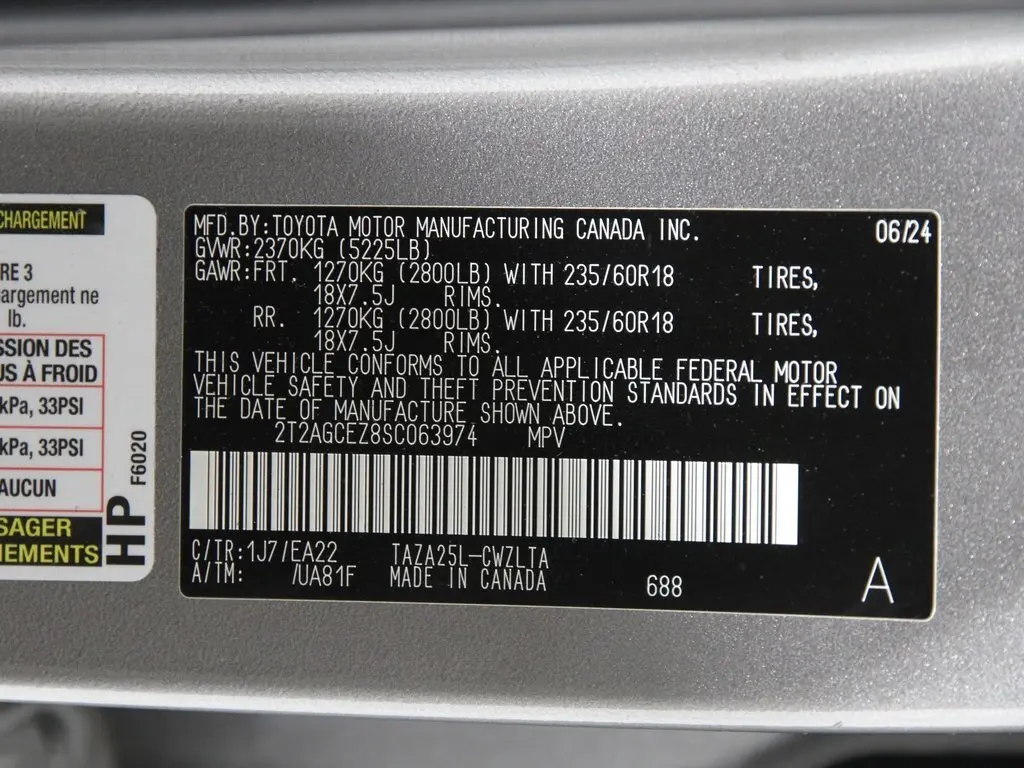 CHARGEMENT
RE 3
argement ne
lb.
SSION DES
US À FROID
kPa, 33PSI
kPa, 33PSI
AUCUN
SAGER
NEMENTS
HP F6020
MFD.BY:TOYOTA MOTOR MANUFACTURING CANADA INC. 06/24
GVWR:2370KG (5225LB)
GAWR:FRT. 1270KG (2800LB) WITH 235/60R18 TIRES,
18X7.5J RIMS.
RR. 1270KG (2800LB) WITH 235/60R18 TIRES,
18X7.5J RIMS.
THIS VEHICLE CONFORMS TO ALL APPLICABLE FEDERAL MOTOR
VEHICLE SAFETY AND THEFT PREVENTION STANDARDS IN EFFECT ON
THE DATE OF MANUFACTURE SHOWN ABOVE.
2T2AGCEZ8SC063974 MPV
C/TR:1J7/EA22 TAZA25L-CWZLTA
A/TM: /UA81F MADE IN CANADA 688 A